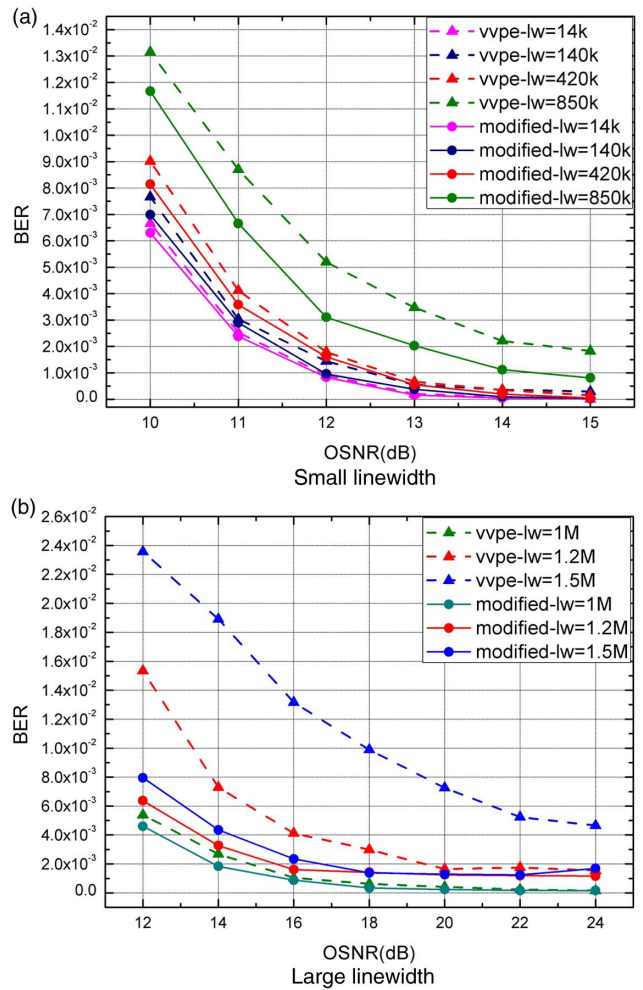 (a)
1.4x10⁻²
1.3x10⁻²
1.2x10⁻²
1.1x10⁻²
1.0x10⁻²
9.0x10⁻³
8.0x10⁻³
7.0x10⁻³
6.0x10⁻³
5.0x10⁻³
4.0x10⁻³
3.0x10⁻³
2.0x10⁻³
1.0x10⁻³
0.0
BER
vvpe-lw=14k
vvpe-lw=140k
vvpe-lw=420k
vvpe-lw=850k
modified-lw=14k
modified-lw=140k
modified-lw=420k
modified-lw=850k
10 11 12 13 14 15
OSNR(dB)
Small linewidth
(b)
2.6x10⁻²
2.4x10⁻²
2.2x10⁻²
2.0x10⁻²
1.8x10⁻²
1.6x10⁻²
1.4x10⁻²
1.2x10⁻²
1.0x10⁻²
8.0x10⁻³
6.0x10⁻³
4.0x10⁻³
2.0x10⁻³
0.0
BER
vvpe-lw=1M
vvpe-lw=1.2M
vvpe-lw=1.5M
modified-lw=1M
modified-lw=1.2M
modified-lw=1.5M
12 14 16 18 20 22 24
OSNR(dB)
Large linewidth